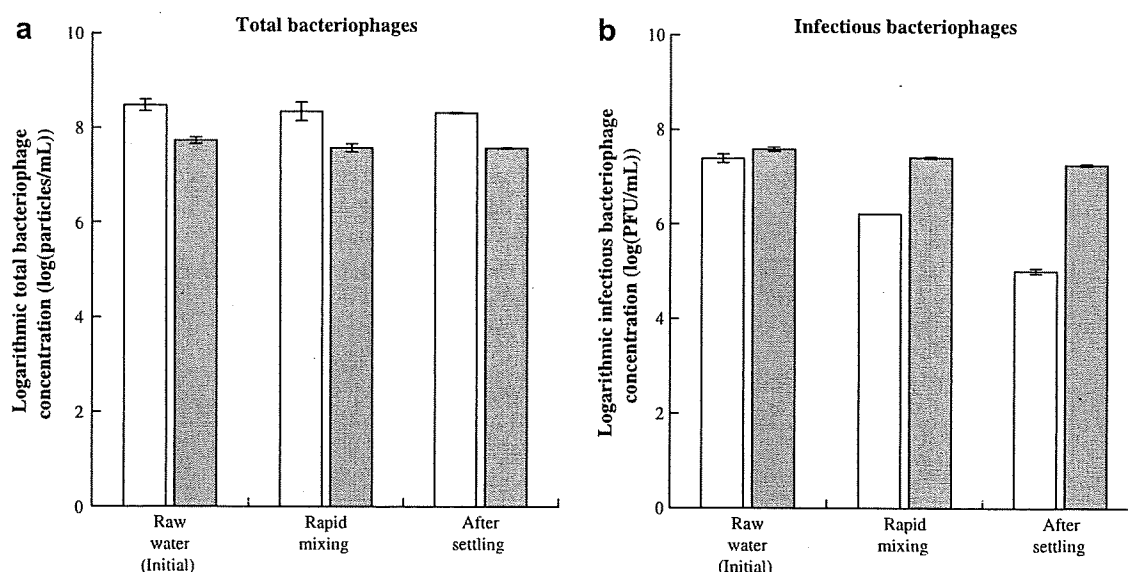 a
Total bacteriophages
10
8
6
4
2
0
Logarithmic total bacteriophage
concentration (log(particles/mL))
Raw
water
(Initial)
Rapid
mixing
After
settling
b
Infectious bacteriophages
10
8
6
4
2
0
Logarithmic infectious bacteriophage
concentration (log(PFU/mL))
Raw
water
(Initial)
Rapid
mixing
After
settling